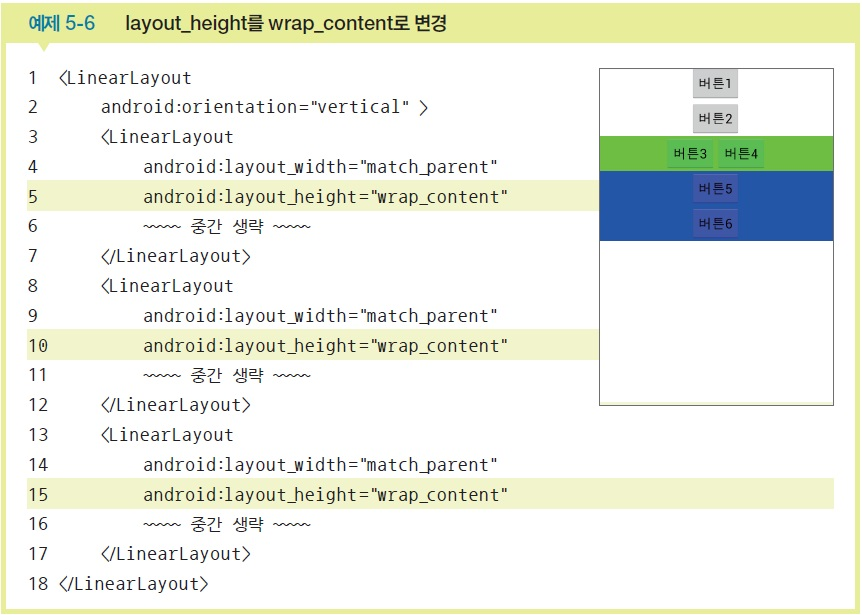 예제 5-6 layout_height를 wrap_content로 변경
1 <LinearLayout
2 android:orientation="vertical" >
3 <LinearLayout
4 android:layout_width="match_parent"
5 android:layout_height="wrap_content"
6 ~~~~ 중간 생략 ~~~~
7 </LinearLayout>
8 <LinearLayout
9 android:layout_width="match_parent"
10 android:layout_height="wrap_content"
11 ~~~~ 중간 생략 ~~~~
12 </LinearLayout>
13 <LinearLayout
14 android:layout_width="match_parent"
15 android:layout_height="wrap_content"
16 ~~~~ 중간 생략 ~~~~
17 </LinearLayout>
18 </LinearLayout>
버튼1
버튼2
버튼3 버튼4
버튼5
버튼6